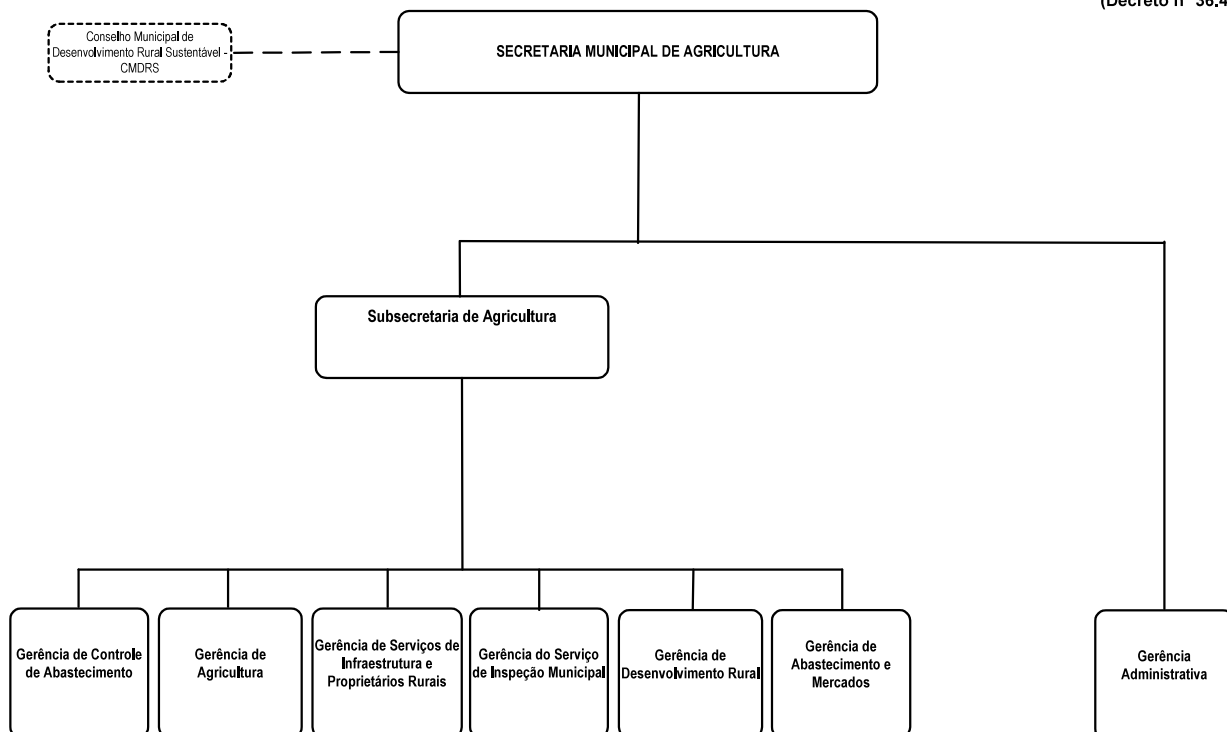 (Decreto nº 36.4
Conselho Municipal de
Desenvolvimento Rural Sustentável -
CMDRS
SECRETARIA MUNICIPAL DE AGRICULTURA
Subsecretaria de Agricultura
Gerência de Controle
de Abastecimento
Gerência de
Agricultura
Gerência de Serviços de
Infraestrutura e
Proprietários Rurais
Gerência do Serviço
de Inspeção Municipal
Gerência de
Desenvolvimento Rural
Gerência de
Abastecimento e
Mercados
Gerência
Administrativa